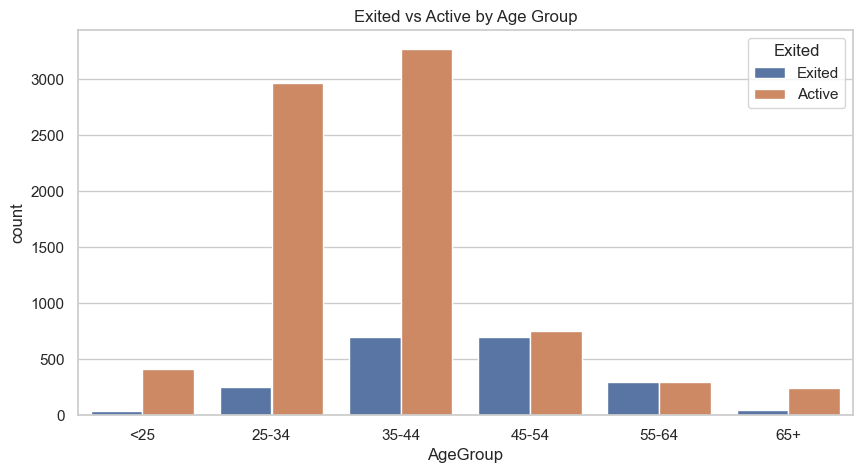 Exited vs Active by Age Group
Exited
Exited
Active
3000
2500
2000
1500
1000
500
0
count
<25 25-34 35-44 45-54 55-64 65+
AgeGroup